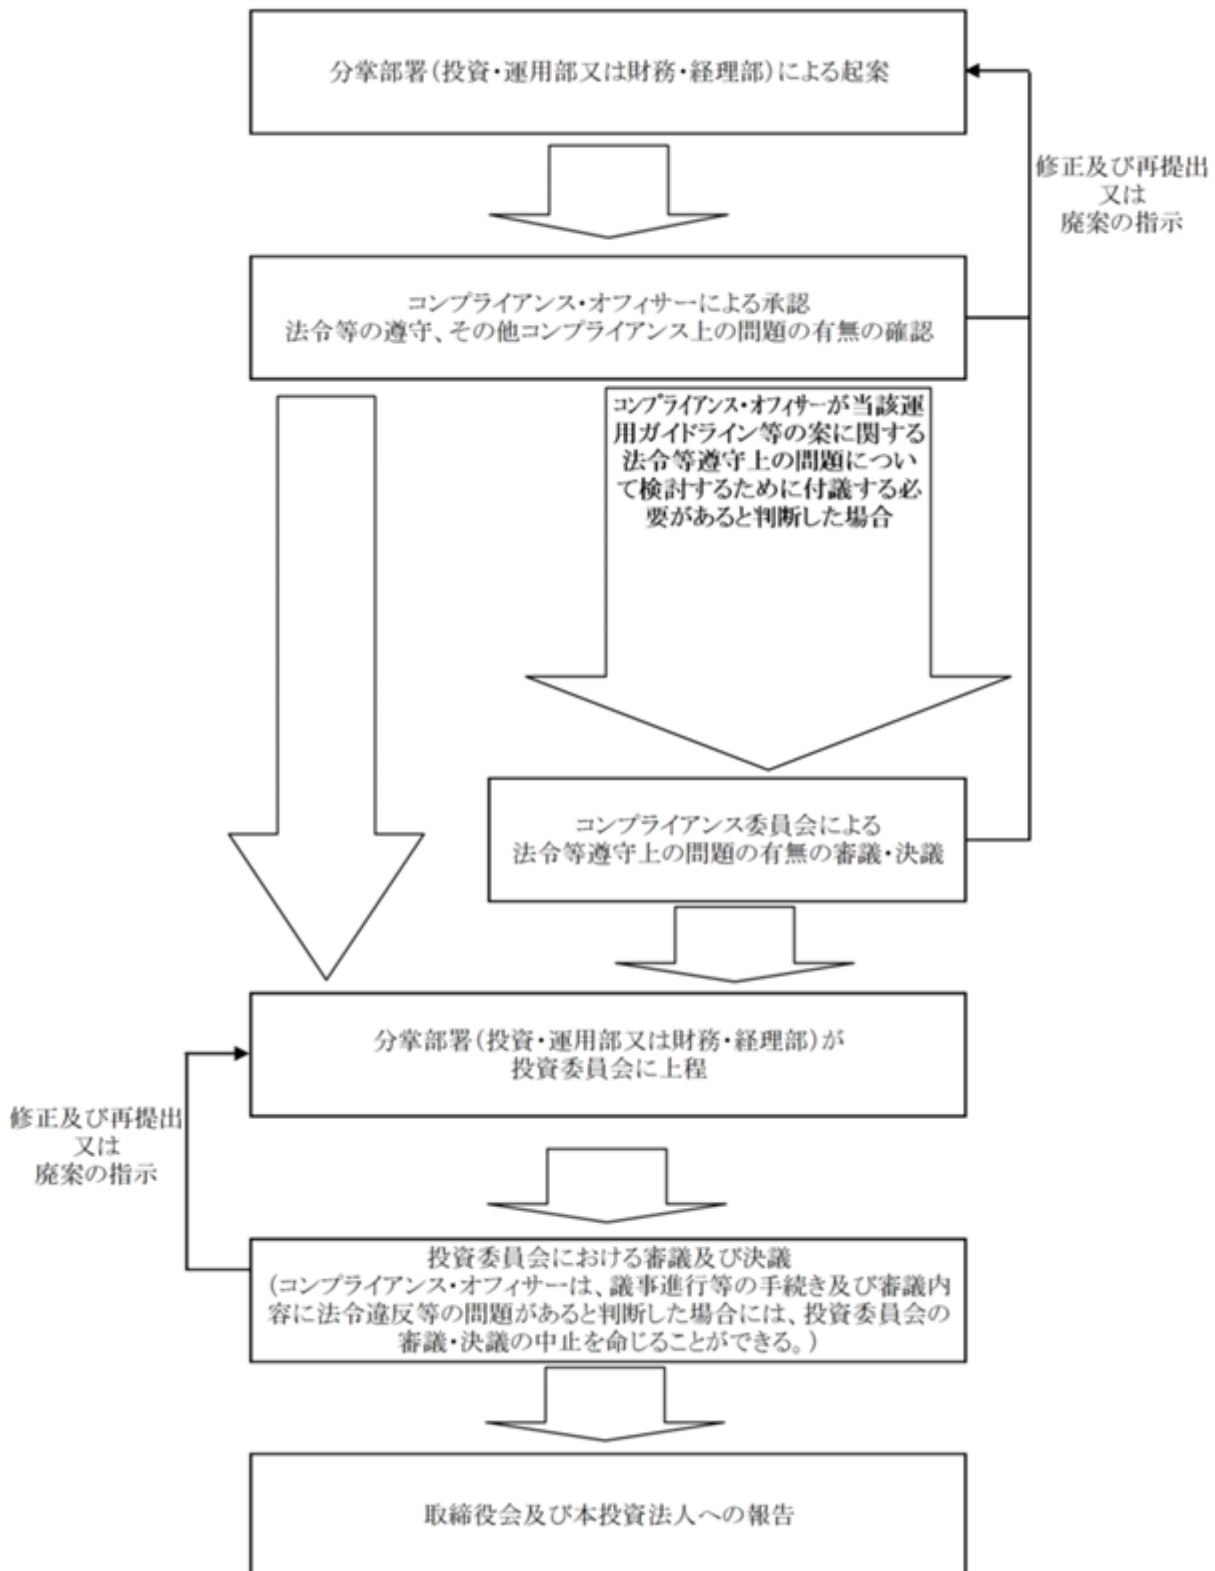 分掌部署(投資・運用部又は財務・経理部)による起案
修正及び再提出
又は
廃案の指示
コンプライアンス・オフィサーによる承認
法令等の遵守、その他コンプライアンス上の問題の有無の確認
コンプライアンス・オフィサーが当該運
用ガイドライン等の案に関する
法令等遵守上の問題につい
て検討するために付議する必
要があると判断した場合
コンプライアンス委員会による
法令等遵守上の問題の有無の審議・決議
分掌部署(投資・運用部又は財務・経理部)が
投資委員会に上程
修正及び再提出
又は
廃案の指示
投資委員会における審議及び決議
(コンプライアンス・オフィサーは、議事進行等の手続き及び審議内
容に法令違反等の問題があると判断した場合には、投資委員会の
審議・決議の中止を命じることができる。)
取締役会及び本投資法人への報告